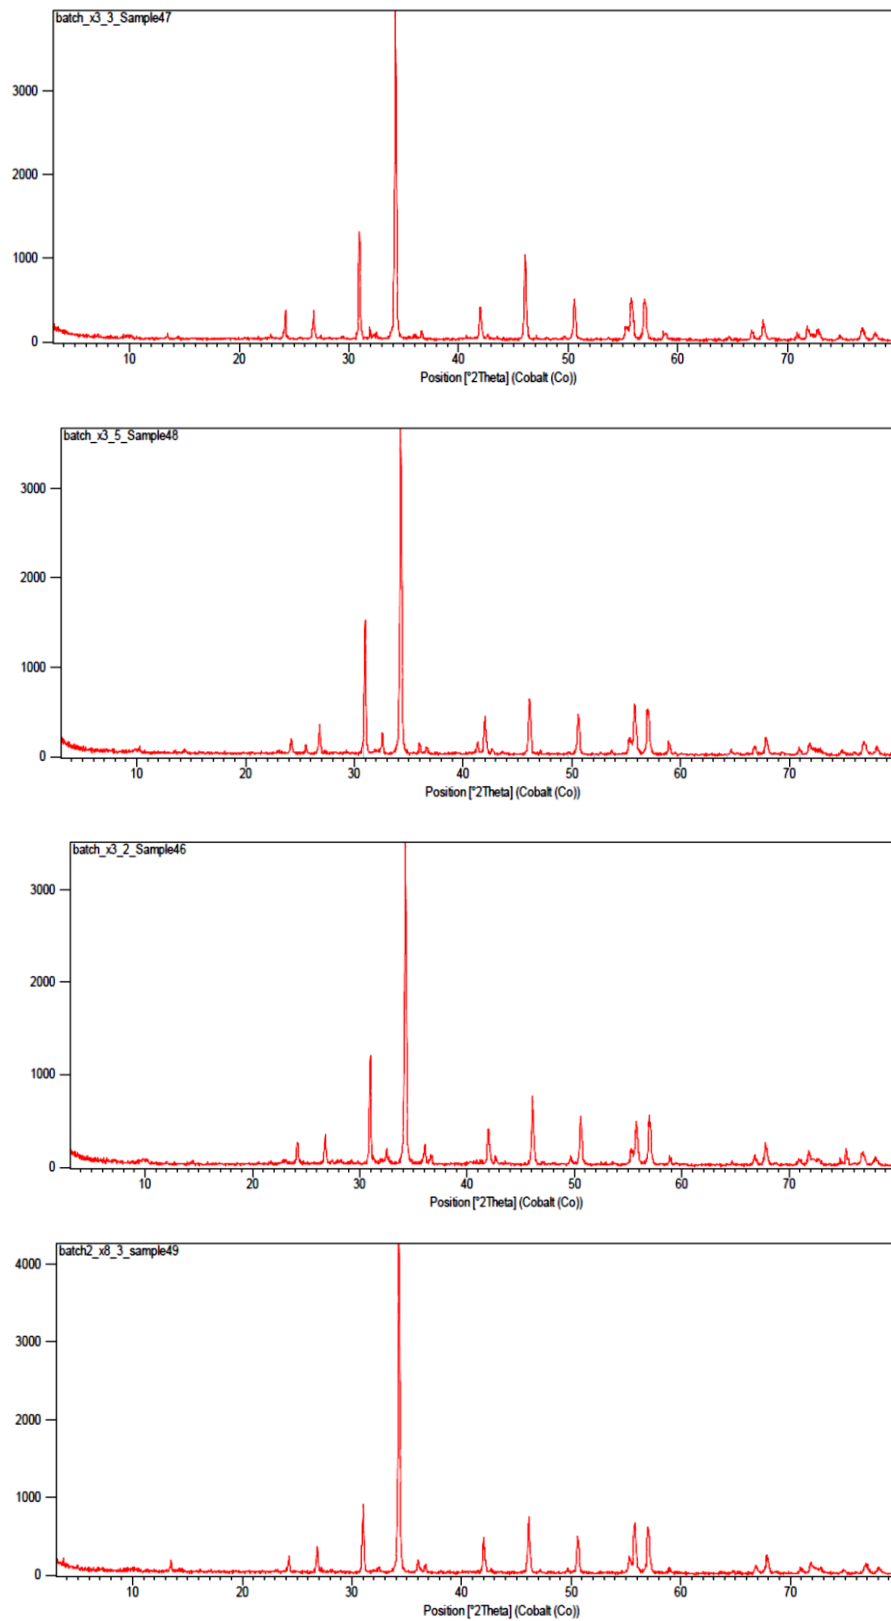 batch_x3_3_Sample47
3000
2000
1000
0
10 20 30 40 50 60 70
Position [°2Theta] (Cobalt (Co))
batch_x3_5_Sample48
3000
2000
1000
0
10 20 30 40 50 60 70
Position [°2Theta] (Cobalt (Co))
batch_x3_2_Sample46
3000
2000
1000
0
10 20 30 40 50 60 70
Position [°2Theta] (Cobalt (Co))
batch2_x8_3_sample49
4000
3000
2000
1000
0
10 20 30 40 50 60 70
Position [°2Theta] (Cobalt (Co))